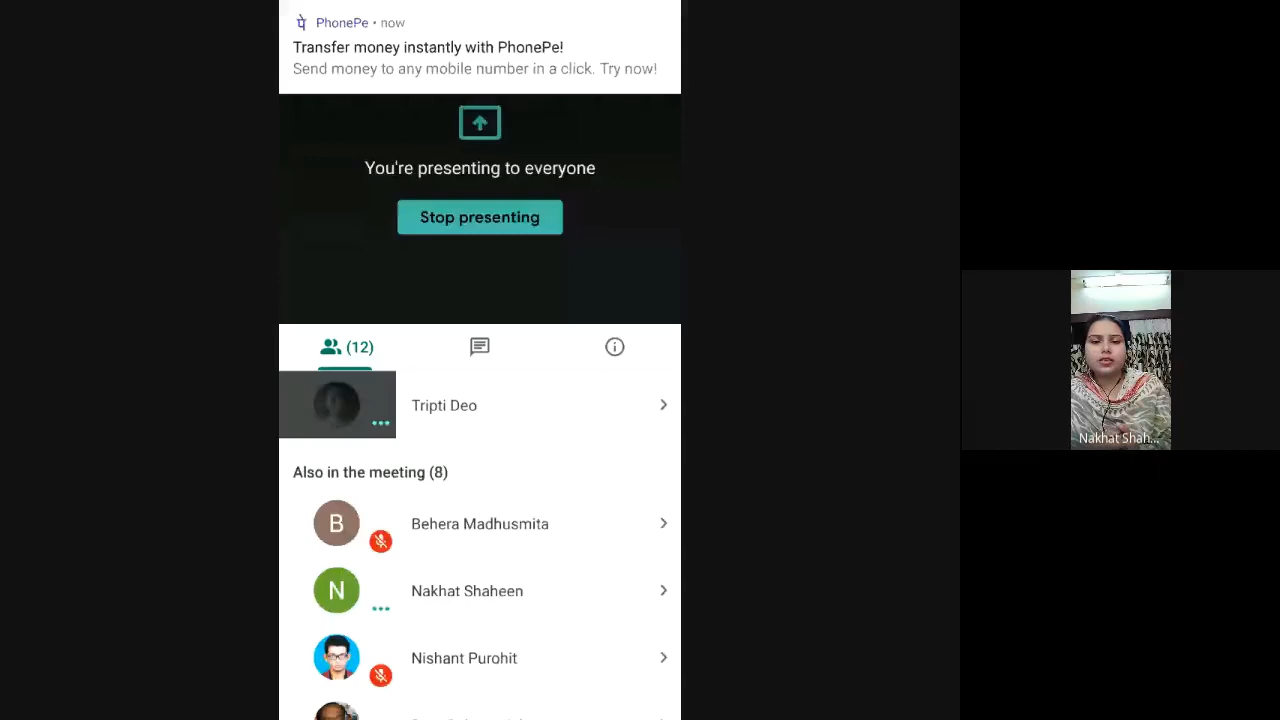 PhonePe • now
Transfer money instantly with PhonePe!
Send money to any mobile number in a click. Try now!
You're presenting to everyone
Stop presenting
(12)
Tripti Deo
Also in the meeting (8)
B
Behera Madhusmita
N
Nakhat Shaheen
Nishant Purohit
Nakhat Shah...